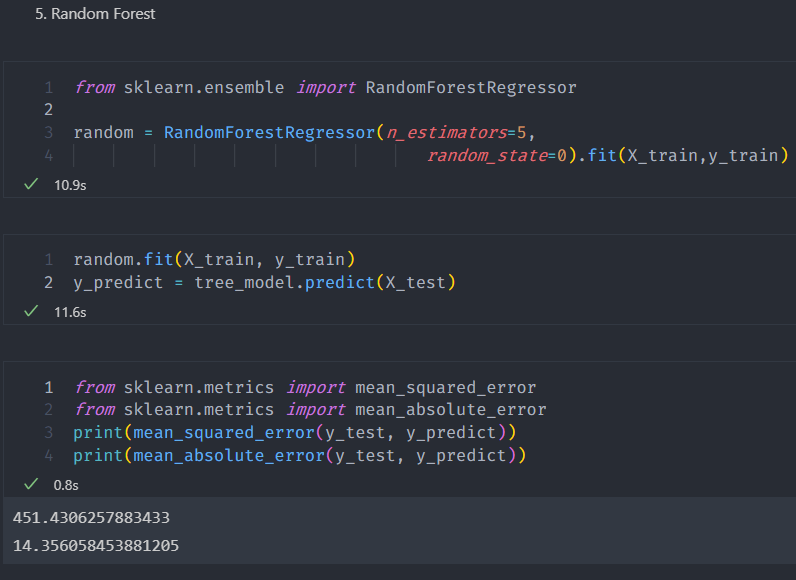 5. Random Forest
1 from sklearn.ensemble import RandomForestRegressor
2
3 random = RandomForestRegressor(n_estimators=5,
4 random_state=0).fit(X_train,y_train)
10.9s
1 random.fit(X_train, y_train)
2 y_predict = tree_model.predict(X_test)
11.6s
1 from sklearn.metrics import mean_squared_error
2 from sklearn.metrics import mean_absolute_error
3 print(mean_squared_error(y_test, y_predict))
4 print(mean_absolute_error(y_test, y_predict))
0.8s
451.4306257883433
14.356058453881205